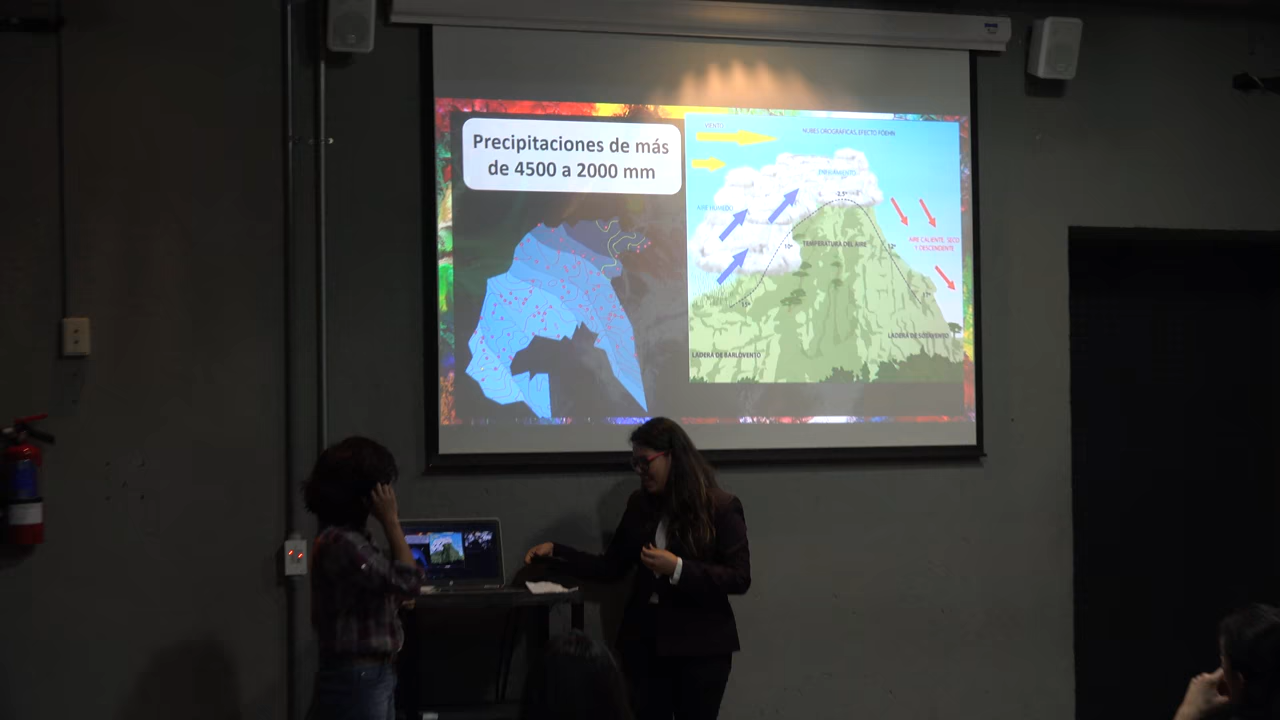 Precipitaciones de más
de 4500 a 2000 mm
VIENTO
NUBES OROGRÁFICAS, EFECTO FÖEHN
ENFRIAMIENTO
AIRE HÚMEDO
TEMPERATURA DEL AIRE
AIRE CALIENTE, SECO
Y DESCENDENTE
LADERA DE SOTAVENTO
LADERA DE BARLOVENTO